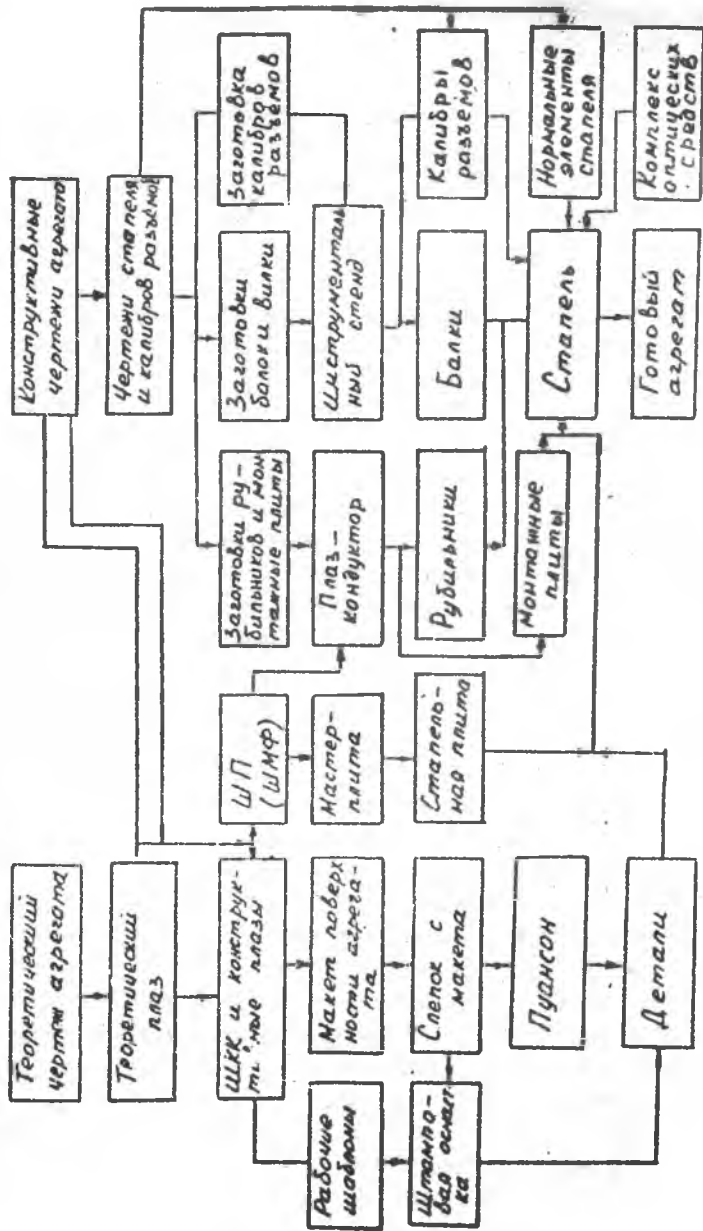 Теоретический
чертеж агрегата
Теоретический
плаз
ШКК и конструк-
тивные плазы
Рабочие
шаблоны
Макет поверх
ности агрега-
та
Слепок с
макета
Штампо-
вая оснаст
ка
Пуансон
Детали
ШП
(ШМФ)
Мастер-
плита
Стапель-
ная плита
Конструктивные
чертежи агрегата
Чертежи стапеля
и калибров разъемов
Заготовки ру-
бильников и мон
тажные плиты
Заготовки
балок и вилки
Заготовка
калибров
разъемов
Плаз-
кондуктор
Инструменталь
ный стенд
Рубильники
Балки
Калибры
разъёмов
Монтажные
плиты
Стапель
Нормальные
элементы
стапеля
Готовый
агрегат
Комплекс
оптических
средств